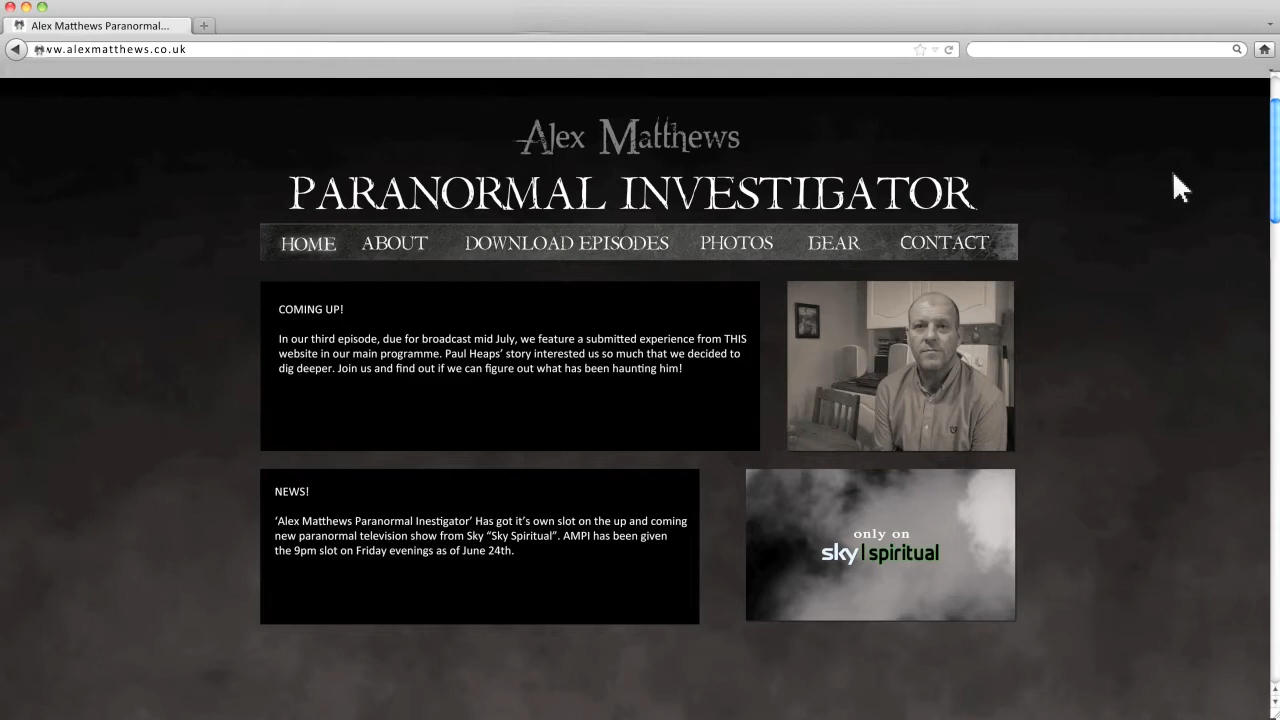 Alex Matthews Paranormal...
vw.alexmatthews.co.uk
Alex Matthews
PARANORMAL INVESTIGATOR
HOME ABOUT DOWNLOAD EPISODES PHOTOS GEAR CONTACT
COMING UP!
In our third episode, due for broadcast mid July, we feature a submitted experience from THIS
website in our main programme. Paul Heaps’ story interested us so much that we decided to
dig deeper. Join us and find out if we can figure out what has been haunting him!
NEWS!
‘Alex Matthews Paranormal Inestigator’ Has got it’s own slot on the up and coming
new paranormal television show from Sky “Sky Spiritual”. AMPI has been given
the 9pm slot on Friday evenings as of June 24th.
only on
sky | spiritual